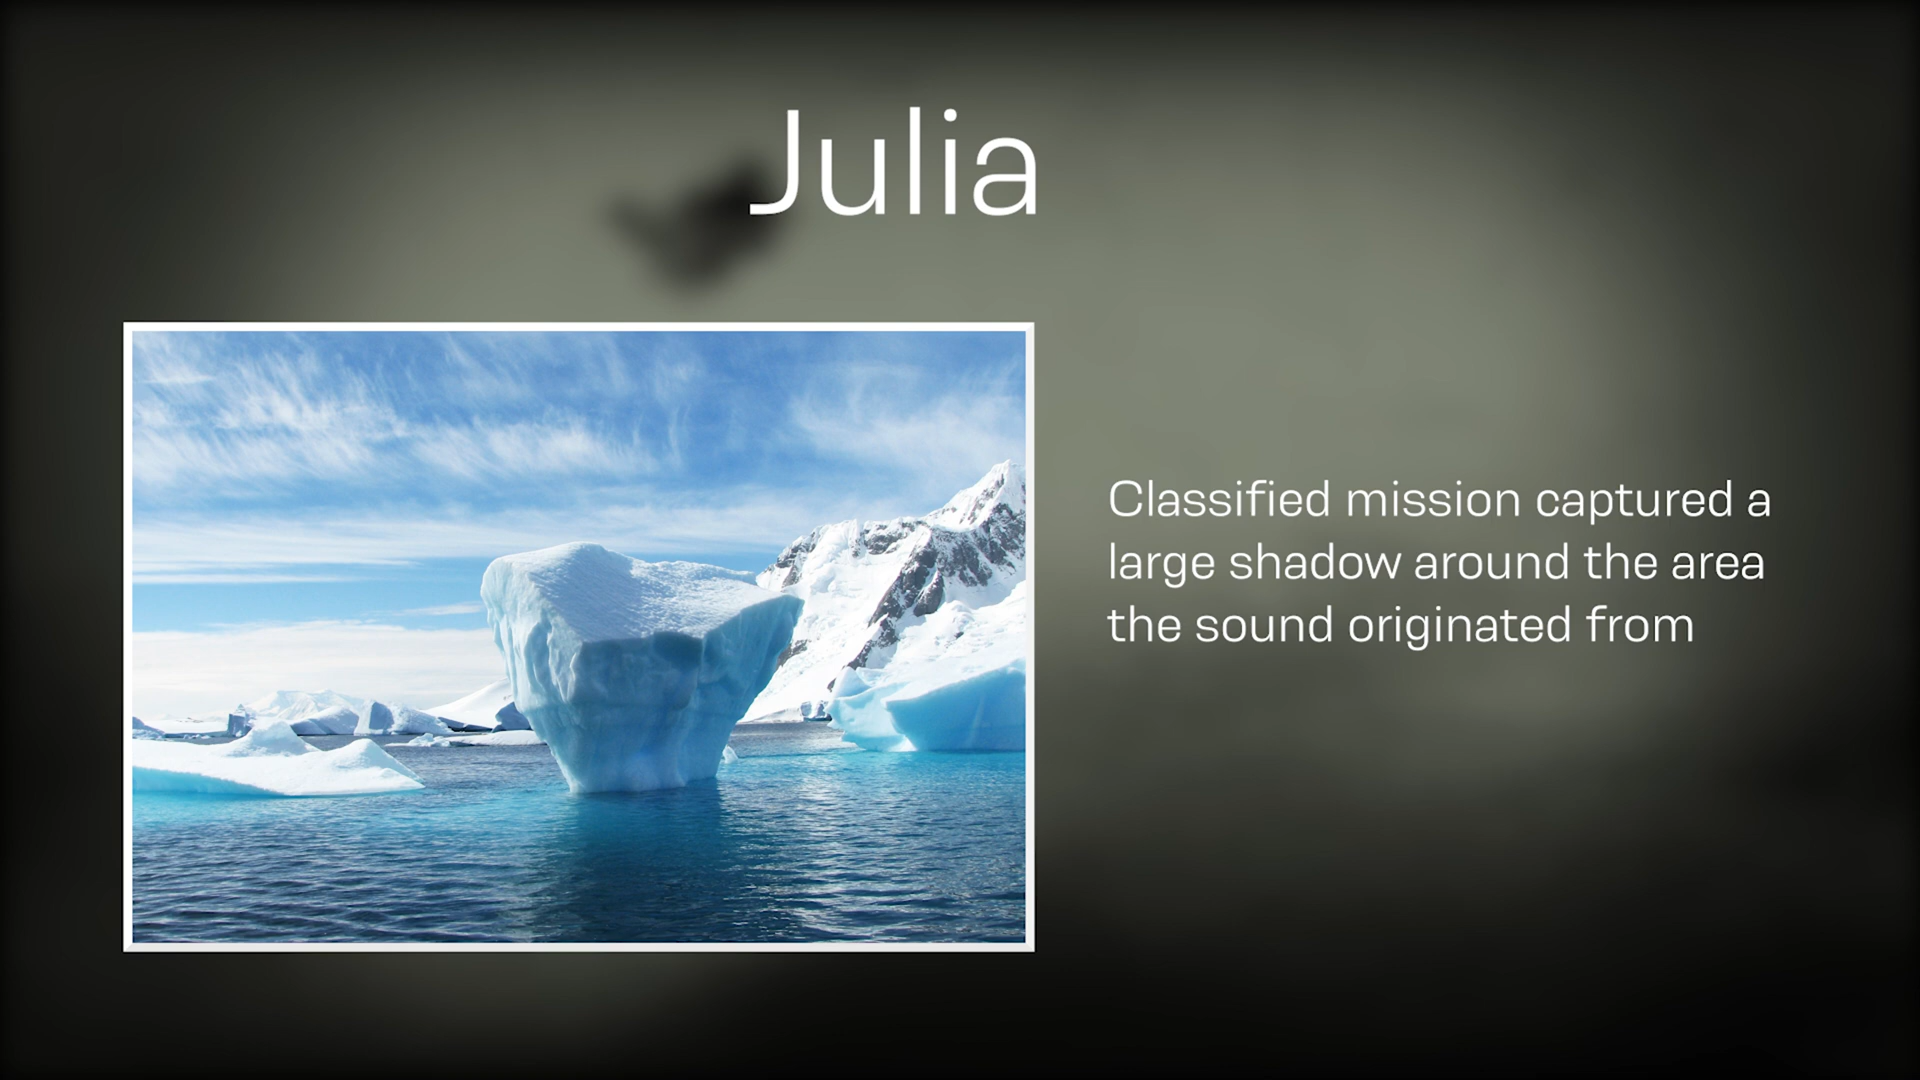 Julia
Classified mission captured a
large shadow around the area
the sound originated from